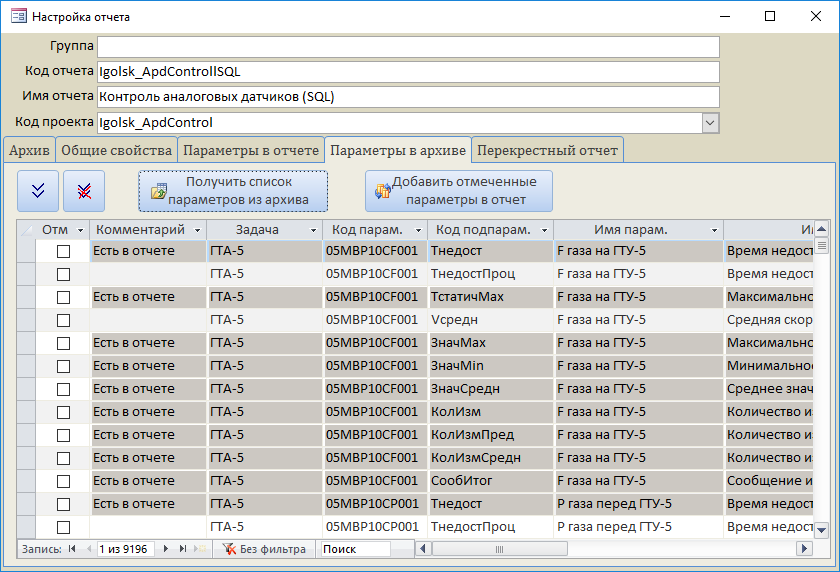 Настройка отчета
Группа
Код отчета Igolsk_ApdControllSQL
Имя отчета Контроль аналоговых датчиков (SQL)
Код проекта Igolsk_ApdControl
Архив Общие свойства Параметры в отчете Параметры в архиве Перекрестный отчет
Получить список
параметров из архива
Добавить отмеченные
параметры в отчет
Отм Комментарий Задача Код парам. Код подпарам. Имя парам. И
Есть в отчете ГТА-5 05MBP10CF001 Tнедост F газа на ГТУ-5 Время недост
ГТА-5 05MBP10CF001 TнедостПроц F газа на ГТУ-5 Время недост
Есть в отчете ГТА-5 05MBP10CF001 TстатичMax F газа на ГТУ-5 Максимально
ГТА-5 05MBP10CF001 Vсредн F газа на ГТУ-5 Средняя скор
Есть в отчете ГТА-5 05MBP10CF001 ЗначMax F газа на ГТУ-5 Максимально
Есть в отчете ГТА-5 05MBP10CF001 ЗначMin F газа на ГТУ-5 Минимальное
Есть в отчете ГТА-5 05MBP10CF001 ЗначСредн F газа на ГТУ-5 Среднее знач
Есть в отчете ГТА-5 05MBP10CF001 КолИзм F газа на ГТУ-5 Количество из
Есть в отчете ГТА-5 05MBP10CF001 КолИзмПред F газа на ГТУ-5 Количество из
Есть в отчете ГТА-5 05MBP10CF001 КолИзмСредн F газа на ГТУ-5 Количество из
Есть в отчете ГТА-5 05MBP10CF001 СообИтог F газа на ГТУ-5 Сообщение и
Есть в отчете ГТА-5 05MBP10CP001 Tнедост P газа перед ГТУ-5 Время недост
ГТА-5 05MBP10CP001 TнедостПроц P газа перед ГТУ-5 Время недост
Запись: 1 из 9196 Без фильтра Поиск